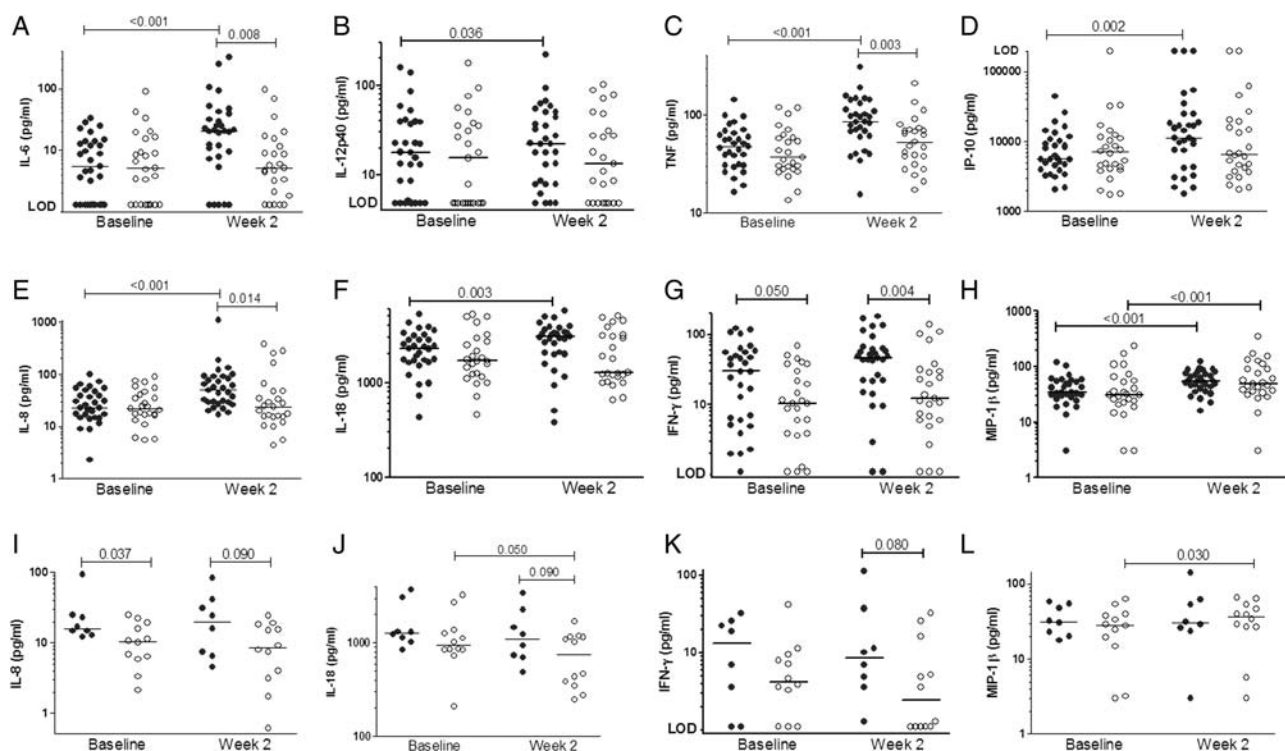 A
<0.001
0.008
IL-6 (pg/ml)
100
10
LOD
Baseline
Week 2
B
0.036
IL-12p40 (pg/ml)
100
10
LOD
Baseline
Week 2
C
<0.001
0.003
TNF (pg/ml)
1000
100
10
Baseline
Week 2
D
0.002
IP-10 (pg/ml)
LOD
100000
10000
1000
Baseline
Week 2
E
<0.001
0.014
IL-8 (pg/ml)
1000
100
10
1
Baseline
Week 2
F
0.003
IL-18 (pg/ml)
1000
100
Baseline
Week 2
G
0.050
0.004
IFN-γ (pg/ml)
100
10
LOD
Baseline
Week 2
H
<0.001
<0.001
MIP-1 β (pg/ml)
1000
100
10
1
Baseline
Week 2
I
0.037
0.090
IL-8 (pg/ml)
100
10
1
Baseline
Week 2
J
0.050
0.090
IL-18 (pg/ml)
1000
100
Baseline
Week 2
K
0.080
IFN-γ (pg/ml)
100
10
LOD
Baseline
Week 2
L
0.030
MIP-1 β (pg/ml)
100
10
1
Baseline
Week 2